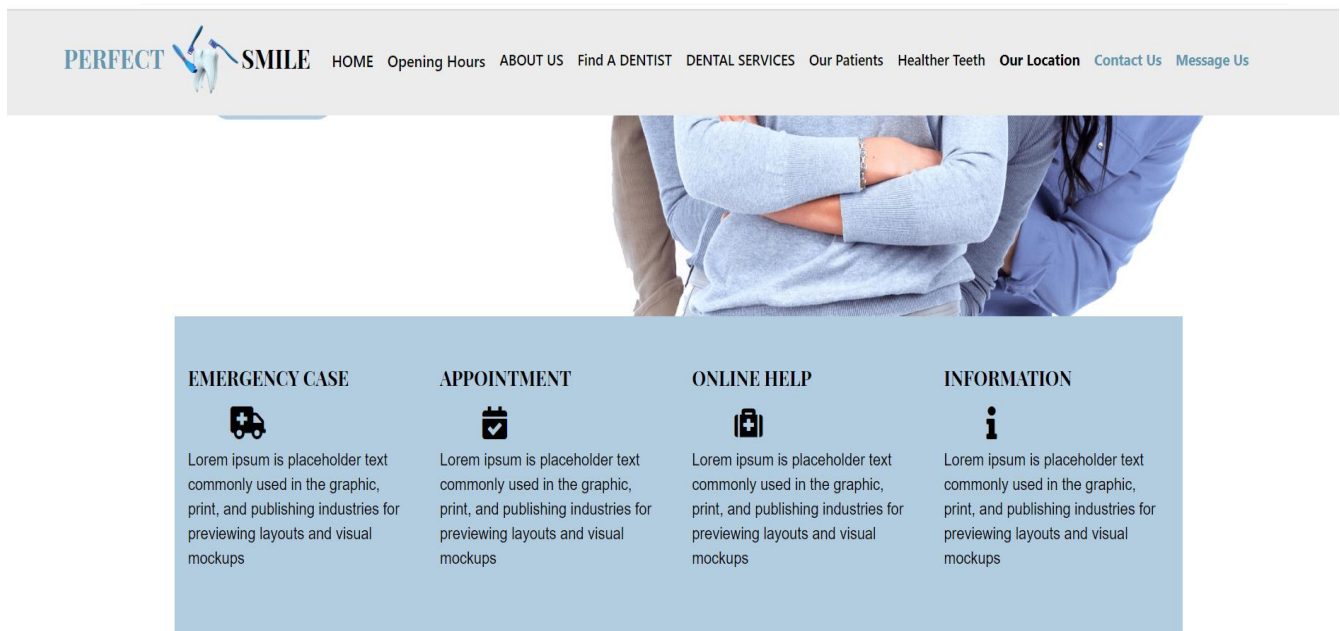 PERFECT SMILE HOME Opening Hours ABOUT US Find A DENTIST DENTAL SERVICES Our Patients Healther Teeth Our Location Contact Us Message Us
EMERGENCY CASE
Lorem ipsum is placeholder text
commonly used in the graphic,
print, and publishing industries for
previewing layouts and visual
mockups
APPOINTMENT
Lorem ipsum is placeholder text
commonly used in the graphic,
print, and publishing industries for
previewing layouts and visual
mockups
ONLINE HELP
Lorem ipsum is placeholder text
commonly used in the graphic,
print, and publishing industries for
previewing layouts and visual
mockups
INFORMATION
Lorem ipsum is placeholder text
commonly used in the graphic,
print, and publishing industries for
previewing layouts and visual
mockups